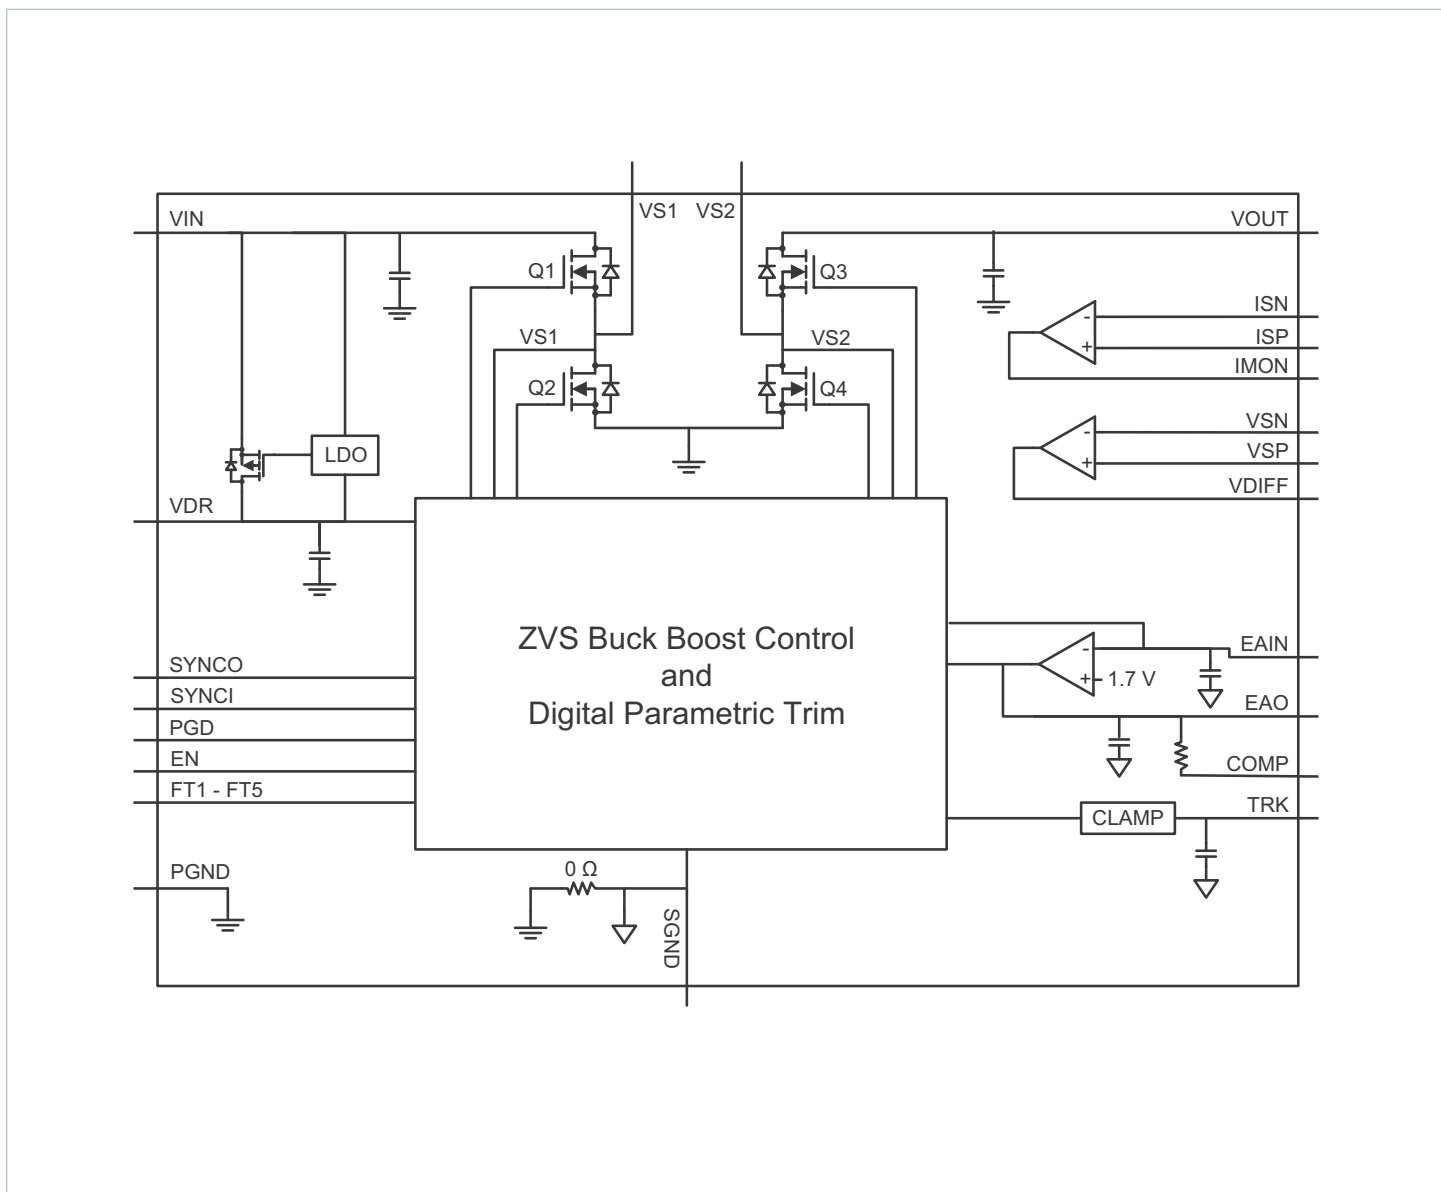 VS1 VS2
VIN
VOUT
Q1
Q3
ISN
ISP
VS1
VS2
IMON
Q2
Q4
VSN
LDO
VSP
VDIFF
VDR
ZVS Buck Boost Control
and
Digital Parametric Trim
EAIN
SYNCO
- 
+ 1.7 V
SYNCI
EAO
PGD
EN
COMP
FT1 - FT5
TRK
CLAMP
PGND
0 Ω
SGND